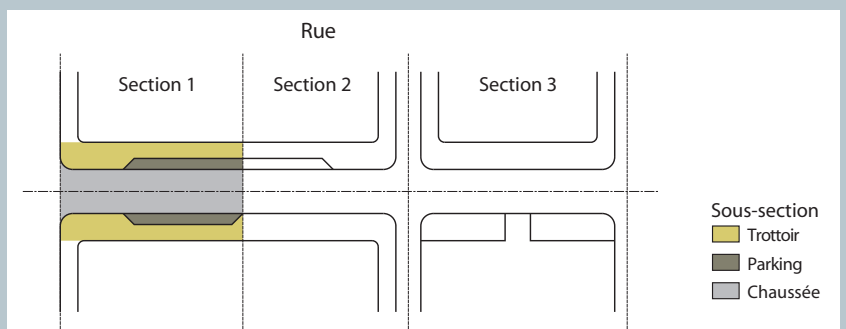 Rue
Section 1
Section 2
Section 3
Sous-section
Trottoir
Parking
Chaussée